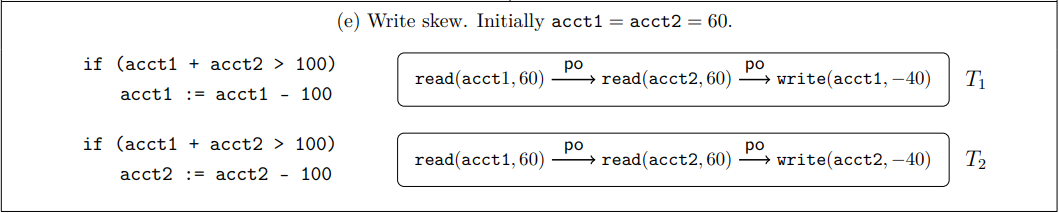 (e) Write skew. Initially acct1 = acct2 = 60.
if (acct1 + acct2 > 100)
acct1 := acct1 - 100
read(acct1, 60) po→ read(acct2, 60) po→ write(acct1, −40) T₁
if (acct1 + acct2 > 100)
acct2 := acct2 - 100
read(acct1, 60) po→ read(acct2, 60) po→ write(acct2, −40) T₂